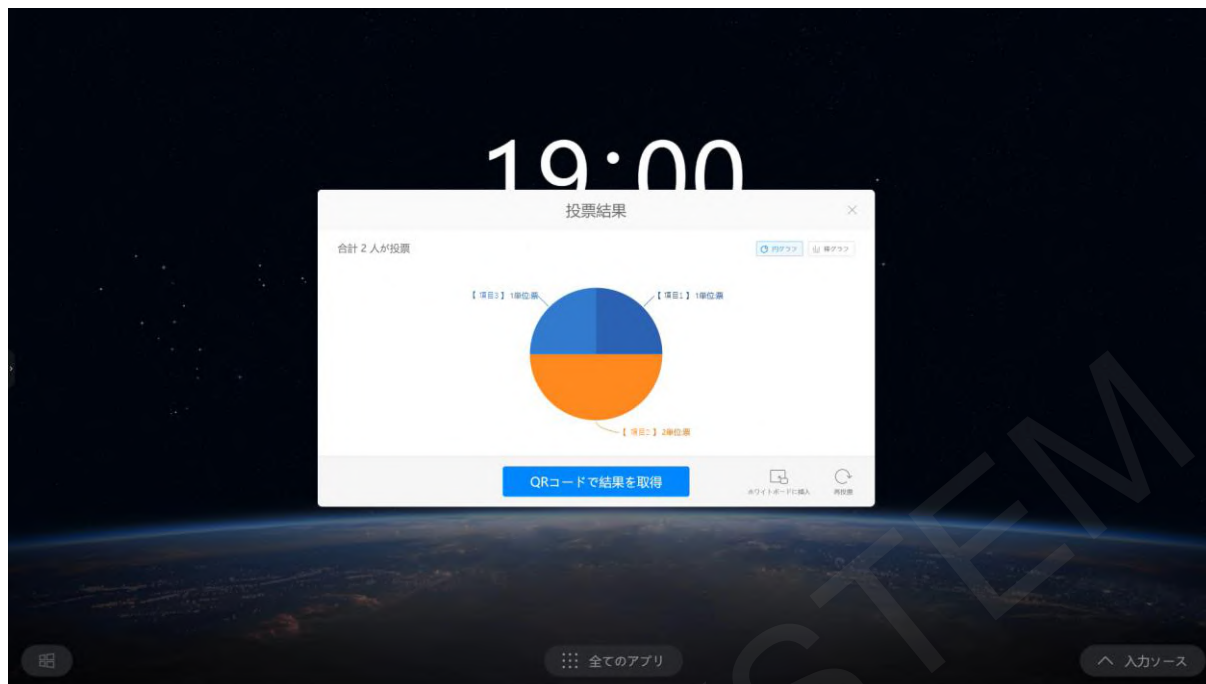 19:00
投票結果
合計 2 人が投票
円グラフ
棒グラフ
【 項目3 】 1単位:票
【 項目1 】 1単位:票
【 項目2 】 2単位:票
QRコードで結果を取得
ホワイトボードに挿入
再投票
全てのアプリ
入力ソース
STEM